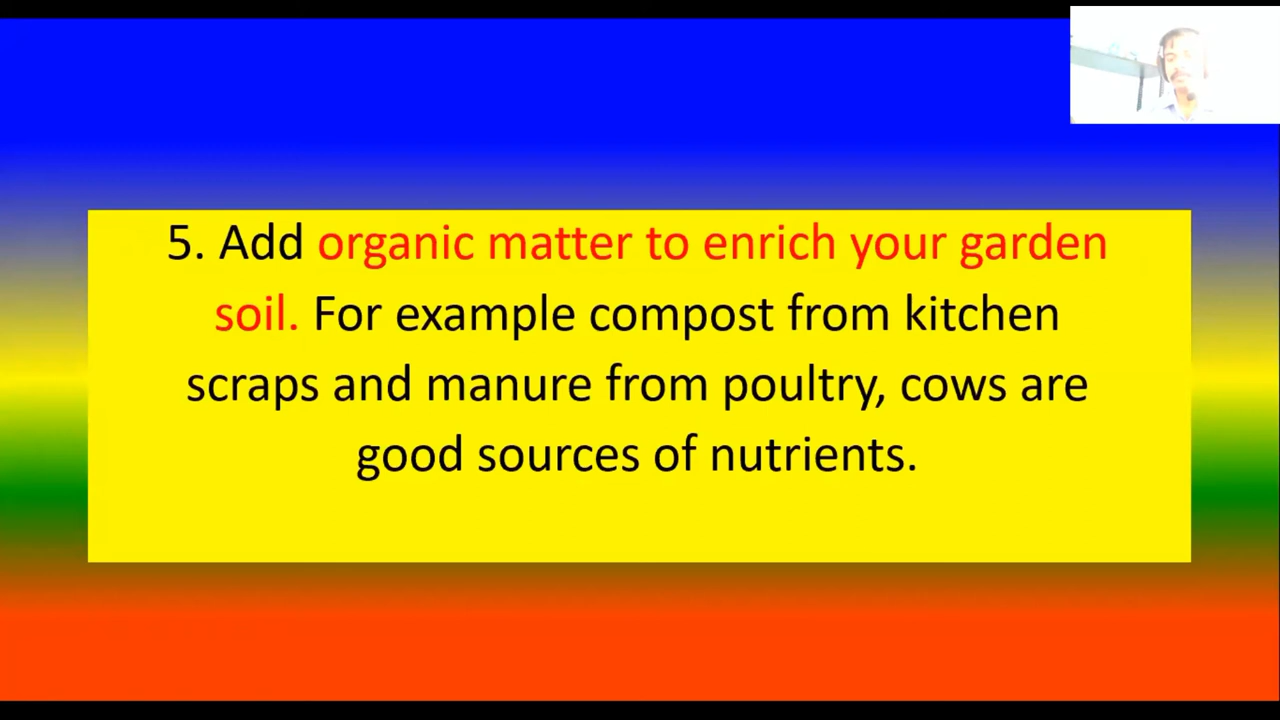 5. Add organic matter to enrich your garden
soil. For example compost from kitchen
scraps and manure from poultry, cows are
good sources of nutrients.